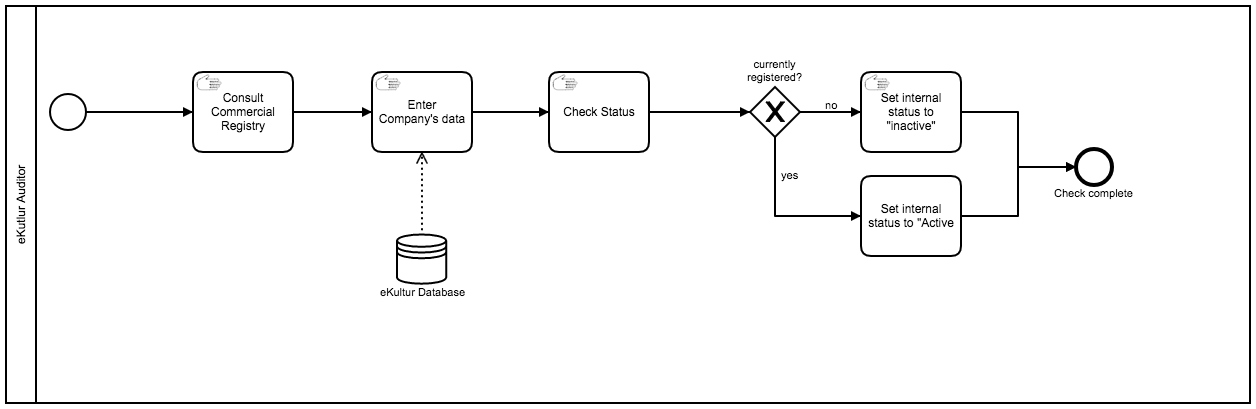 eKutlur Auditor
Consult
Commercial
Registry
Enter
Company's data
eKultur Database
Check Status
currently
registered?
no
yes
Set internal
status to
"inactive"
Set internal
status to "Active
Check complete